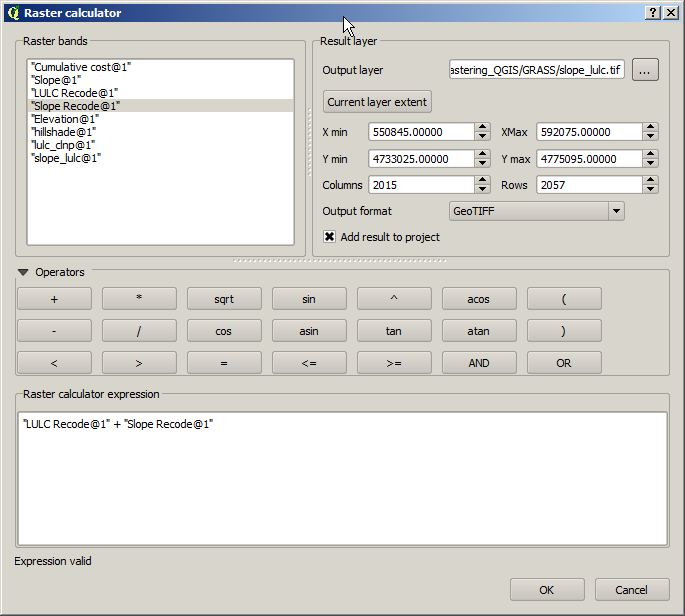 Raster calculator
Raster bands
"Cumulative cost@1"
"Slope@1"
"LULC Recode@1"
"Slope Recode@1"
"Elevation@1"
"hillshade@1"
"lulc_clnp@1"
"slope_lulc@1"
Result layer
Output layer astering_QGIS/GRASS/slope_lulc.tif ...
Current layer extent
X min 550845.00000 XMax 592075.00000
Y min 4733025.00000 Y max 4775095.00000
Columns 2015 Rows 2057
Output format GeoTIFF
Add result to project
Operators
+ * sqrt sin ^ acos (
- / cos asin tan atan )
< > = <= >= AND OR
Raster calculator expression
"LULC Recode@1" + "Slope Recode@1"
Expression valid
OK Cancel